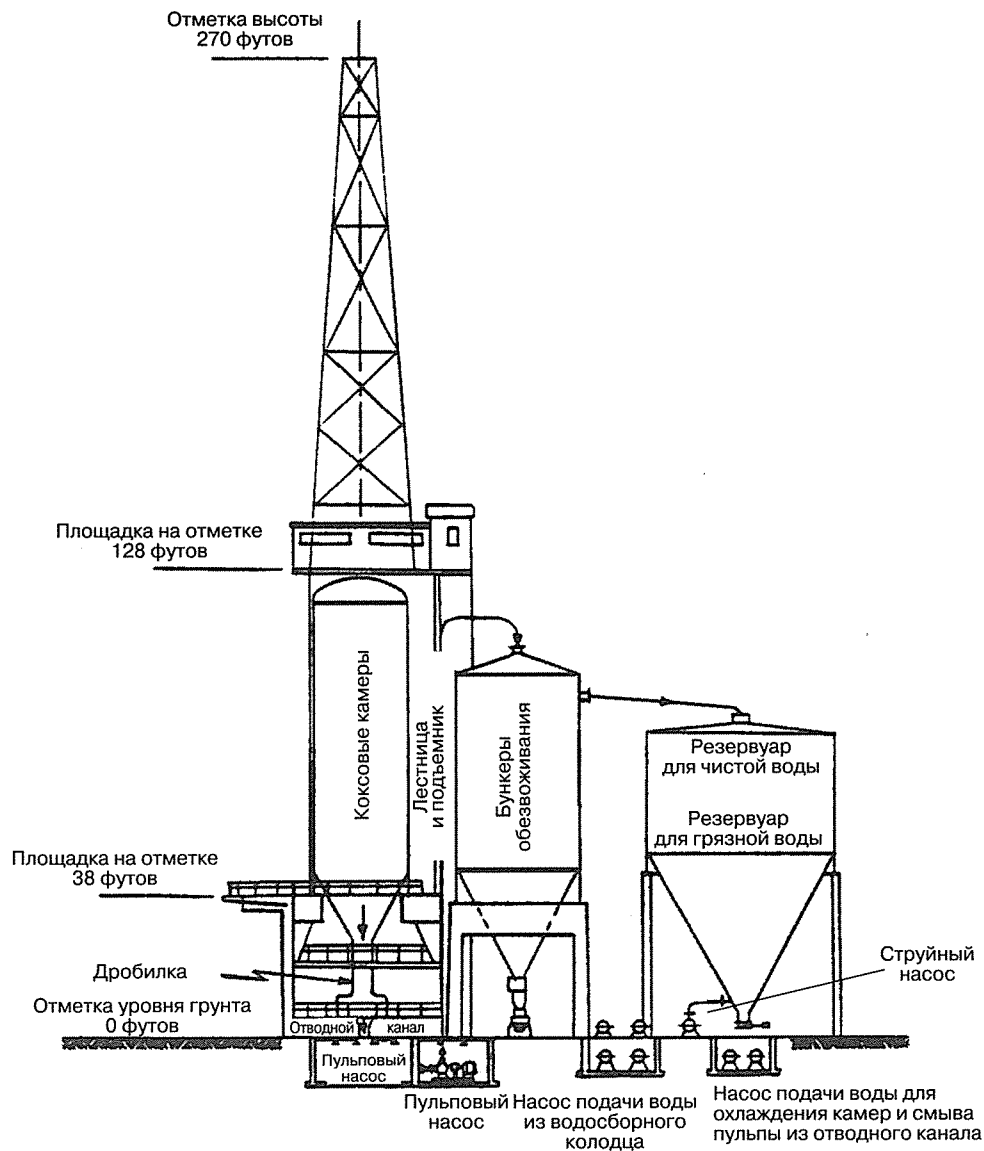 Отметка высоты
270 футов
Площадка на отметке
128 футов
Коксовые камеры
Лестница
и подъемник
Бункеры
обезвоживания
Резервуар
для чистой воды
Резервуар
для грязной воды
Площадка на отметке
38 футов
Струйный
насос
Дробилка
Отметка уровня грунта
0 футов
Отводной канал
Пульповый
насос
Пульповый
насос
Насос подачи воды
из водосборного
колодца
Насос подачи воды для
охлаждения камер и смыва
пульпы из отводного канала